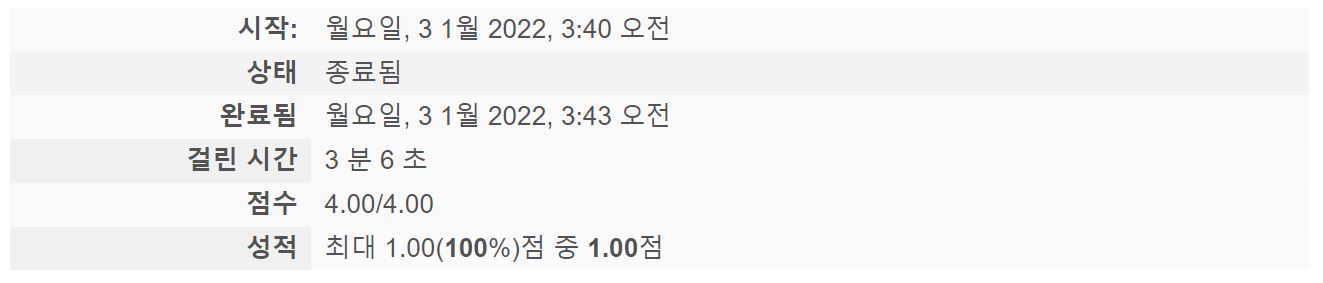 시작: 월요일, 3 1월 2022, 3:40 오전
상태 종료됨
완료됨 월요일, 3 1월 2022, 3:43 오전
걸린 시간 3 분 6 초
점수 4.00/4.00
성적 최대 1.00(100%)점 중 1.00점